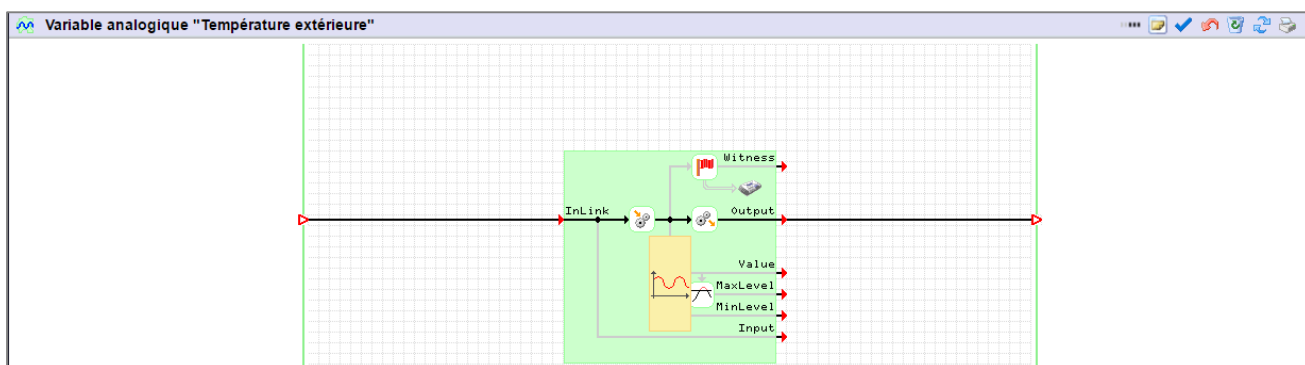 Variable analogique "Température extérieure"
Witness
InLink
Output
Value
MaxLevel
MinLevel
Input